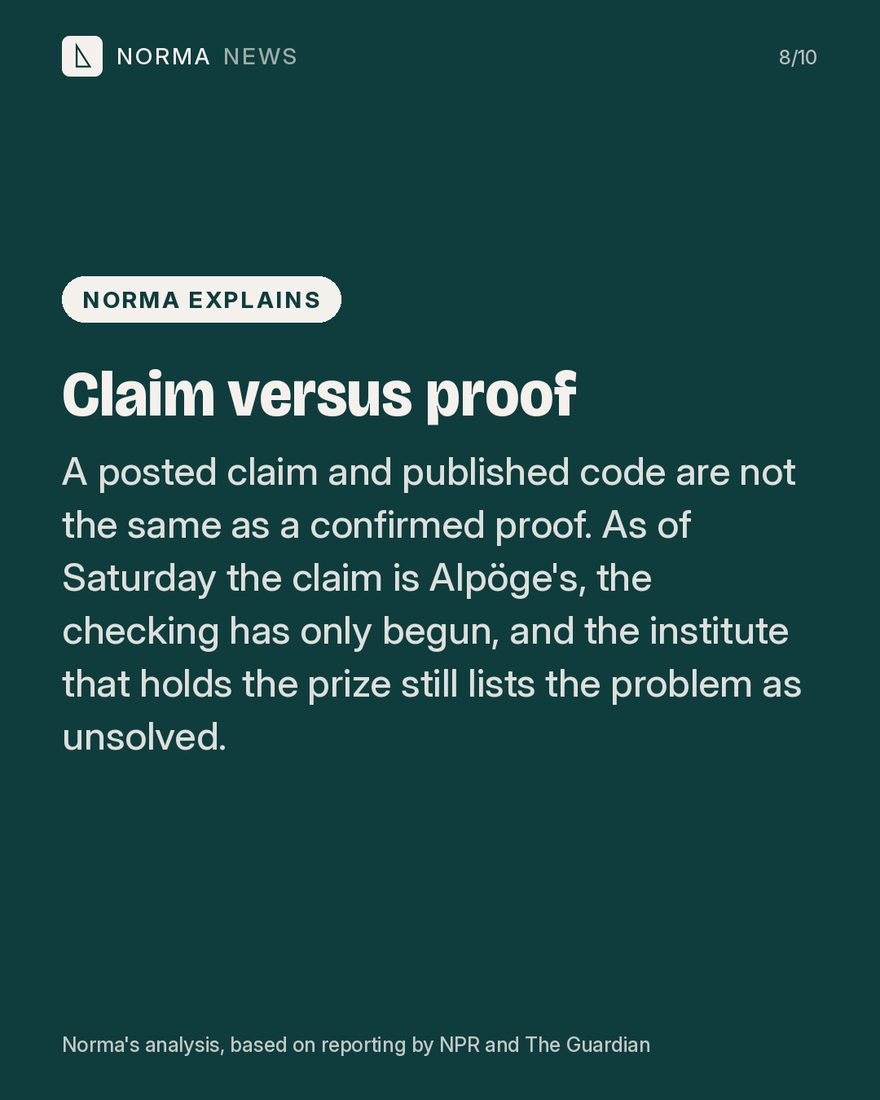 NORMA NEWS
8/10
NORMA EXPLAINS
Claim versus proof
A posted claim and published code are not
the same as a confirmed proof. As of
Saturday the claim is Alpöge's, the
checking has only begun, and the institute
that holds the prize still lists the problem as
unsolved.
Norma's analysis, based on reporting by NPR and The Guardian